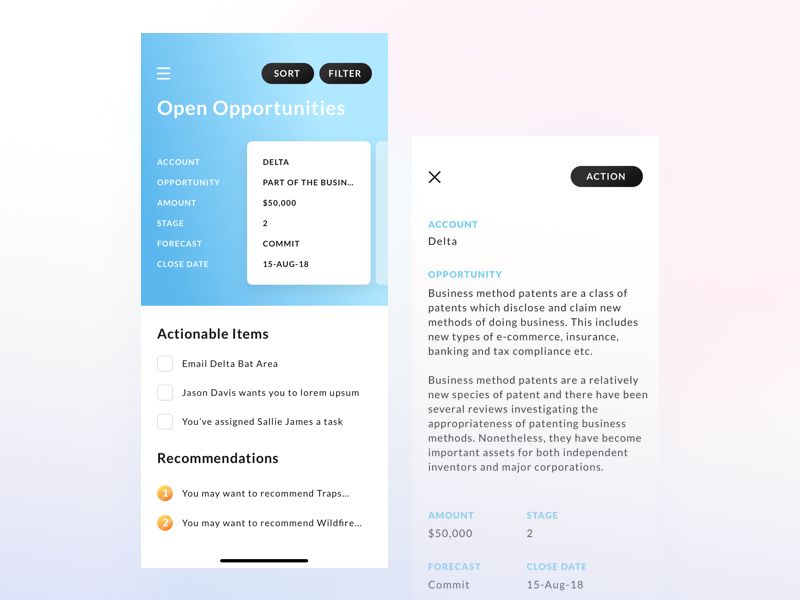 SORT
FILTER
Open Opportunities
ACCOUNT DELTA
OPPORTUNITY PART OF THE BUSIN...
AMOUNT $50,000
STAGE 2
FORECAST COMMIT
CLOSE DATE 15-AUG-18
Actionable Items
Email Delta Bat Area
Jason Davis wants you to lorem upsum
You've assigned Sallie James a task
Recommendations
1 You may want to recommend Traps...
2 You may want to recommend Wildfire...
ACTION
ACCOUNT
Delta
OPPORTUNITY
Business method patents are a class of
patents which disclose and claim new
methods of doing business. This includes
new types of e-commerce, insurance,
banking and tax compliance etc.
Business method patents are a relatively
new species of patent and there have been
several reviews investigating the
appropriateness of patenting business
methods. Nonetheless, they have become
important assets for both independent
inventors and major corporations.
AMOUNT STAGE
$50,000 2
FORECAST CLOSE DATE
Commit 15-Aug-18